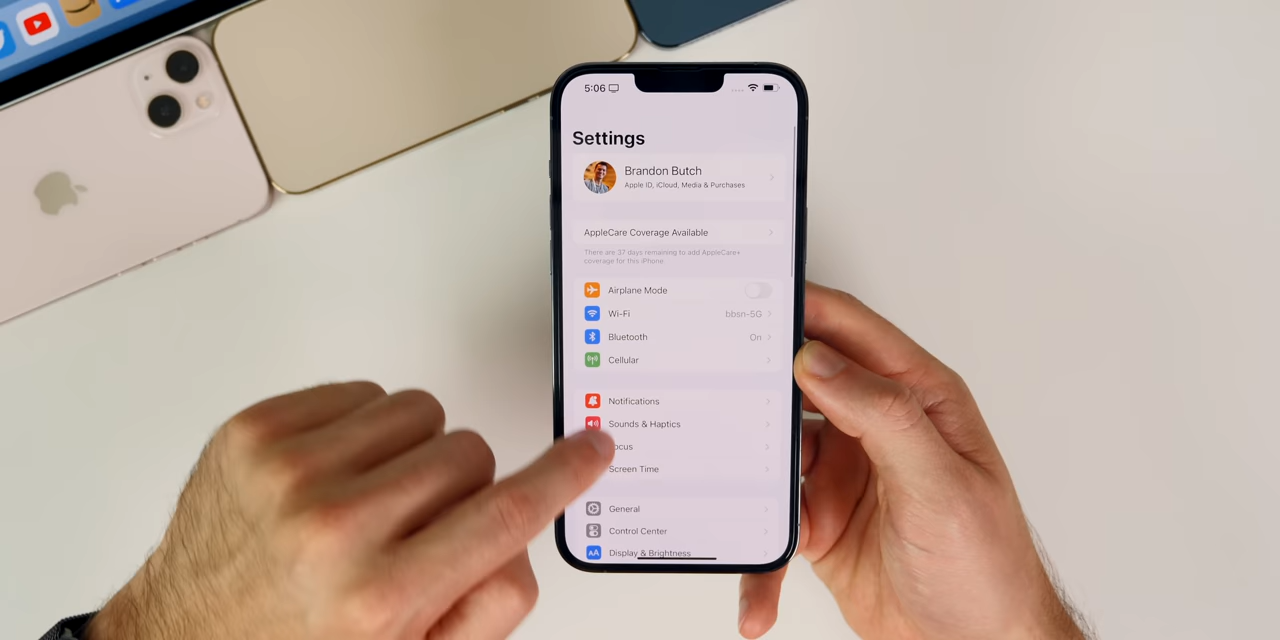 5:06
Settings
Brandon Butch
Apple ID, iCloud, Media & Purchases
AppleCare Coverage Available
There are 37 days remaining to add AppleCare+
coverage for this iPhone.
Airplane Mode
Wi-Fi bbsn-5G
Bluetooth On
Cellular
Notifications
Sounds & Haptics
ocus
Screen Time
General
Control Center
AA Display & Brightness